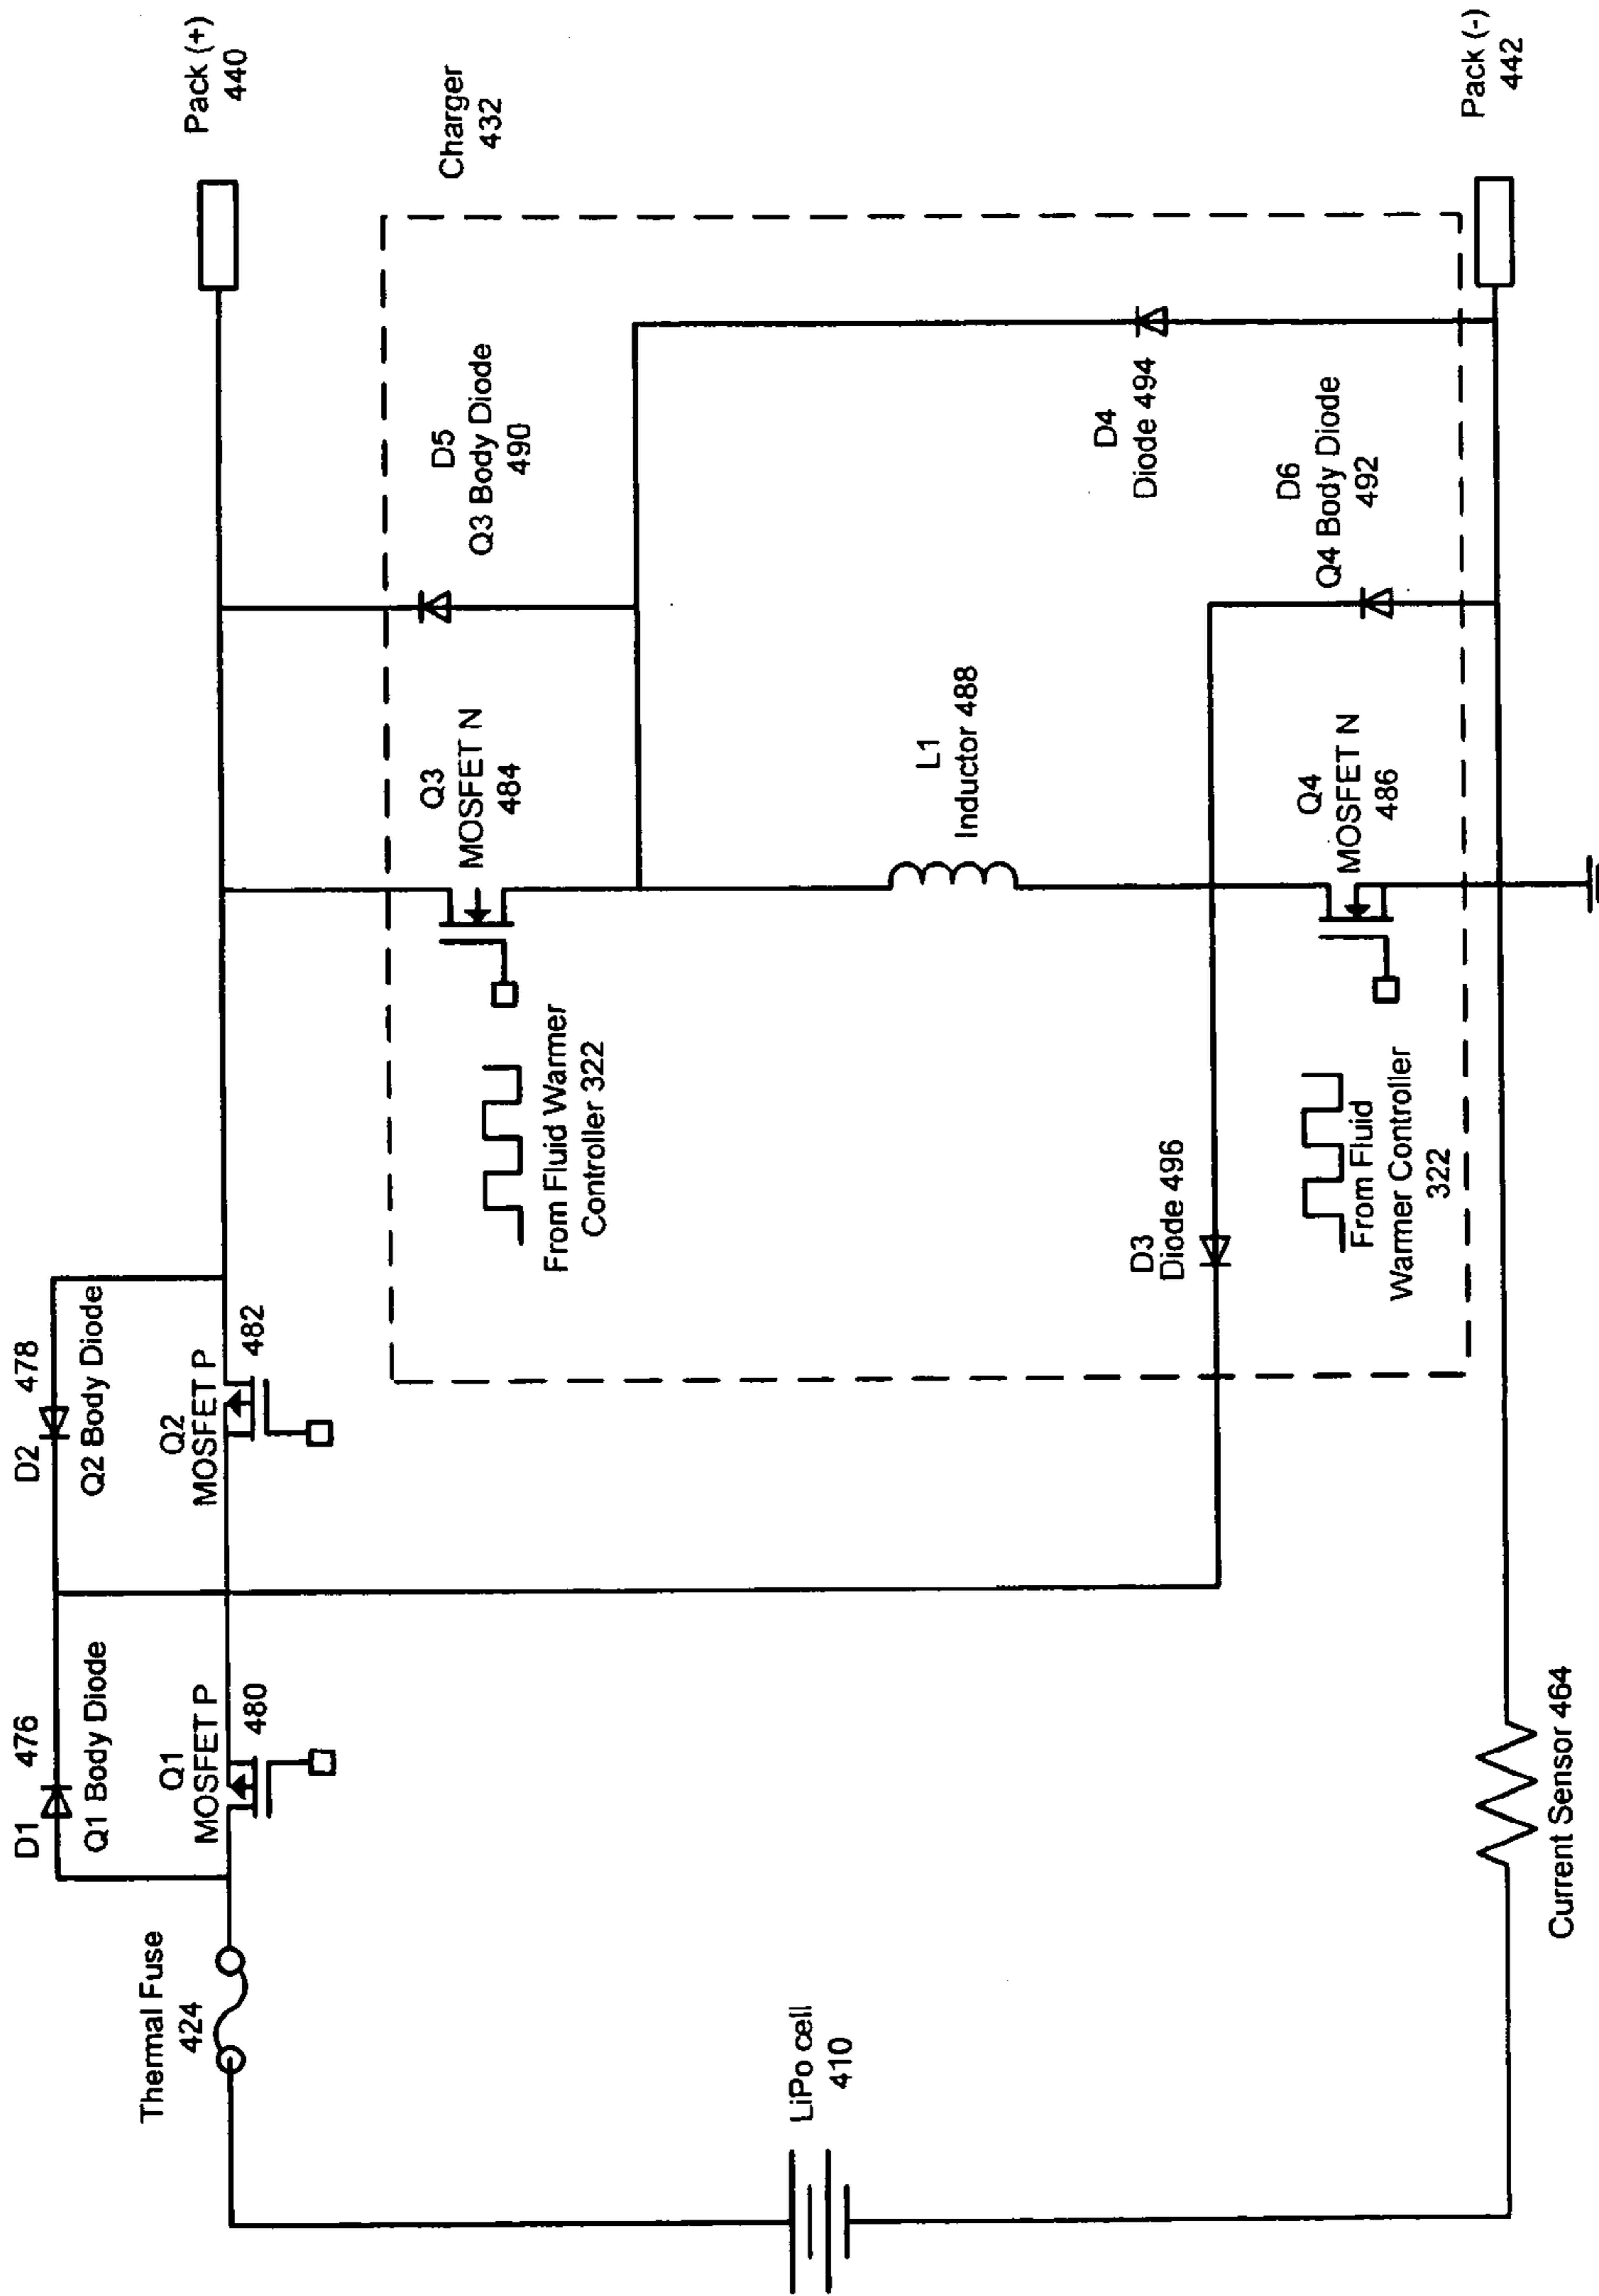 D1 476
Q1 Body Diode
D2 478
Q2 Body Diode
Thermal Fuse
424
Q1
MOSFET P
480
Q2
MOSFET P
482
Pack (+)
440
Charger
432
From Fluid Warmer
Controller 322
Q3
MOSFET N
484
D5
Q3 Body Diode
490
LiPo cell
410
L1
Inductor 488
D3
Diode 496
D4
Diode 494
From Fluid
Warmer Controller
322
Q4
MOSFET N
486
D6
Q4 Body Diode
492
Current Sensor 464
Pack (-)
442